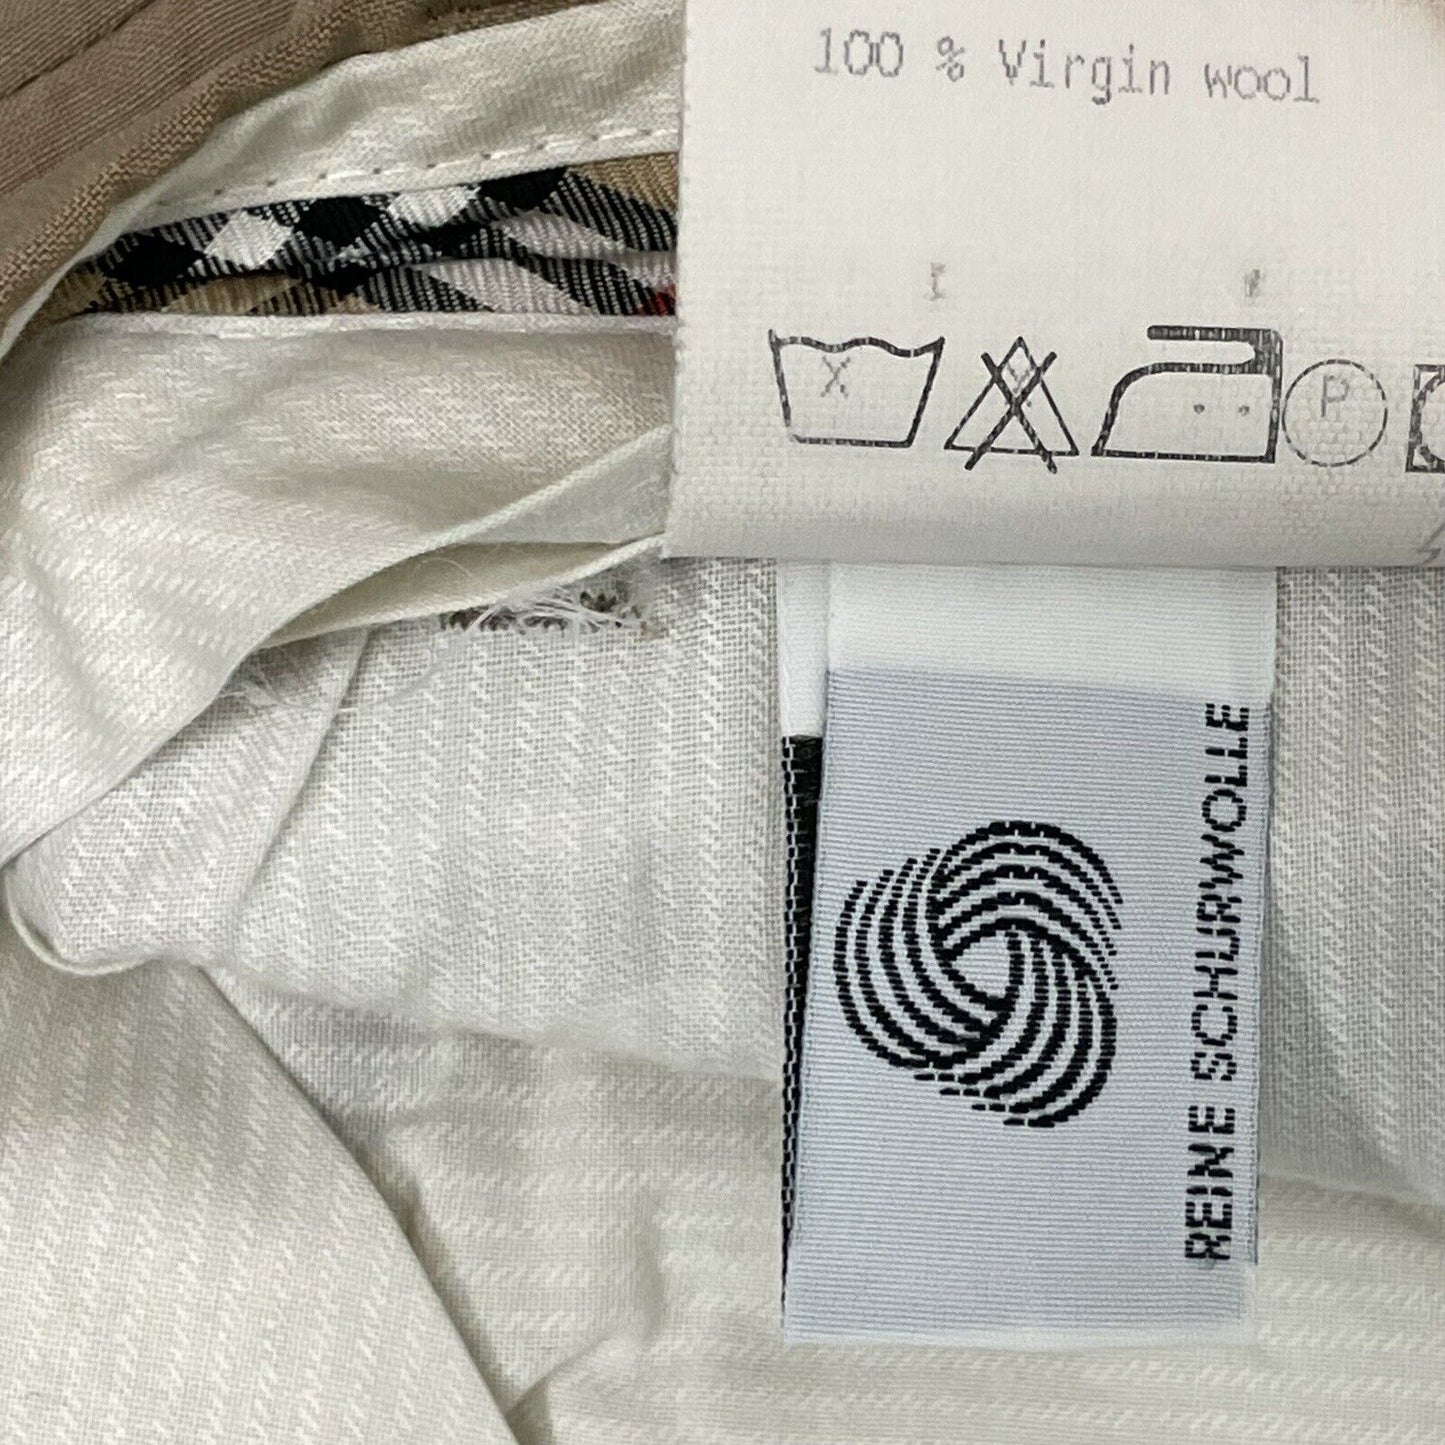 100 % Virgin wool
X
P
REINE SCHURWOLLE